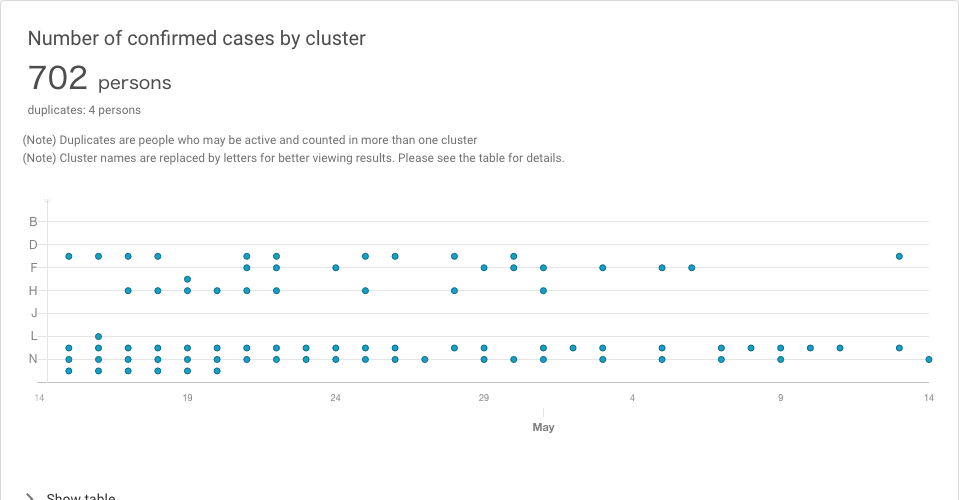 Number of confirmed cases by cluster
702 persons
duplicates: 4 persons
(Note) Duplicates are people who may be active and counted in more than one cluster
(Note) Cluster names are replaced by letters for better viewing results. Please see the table for details.
B
D
F
H
J
L
N
14 19 24 29 4 9 14
May
Show table